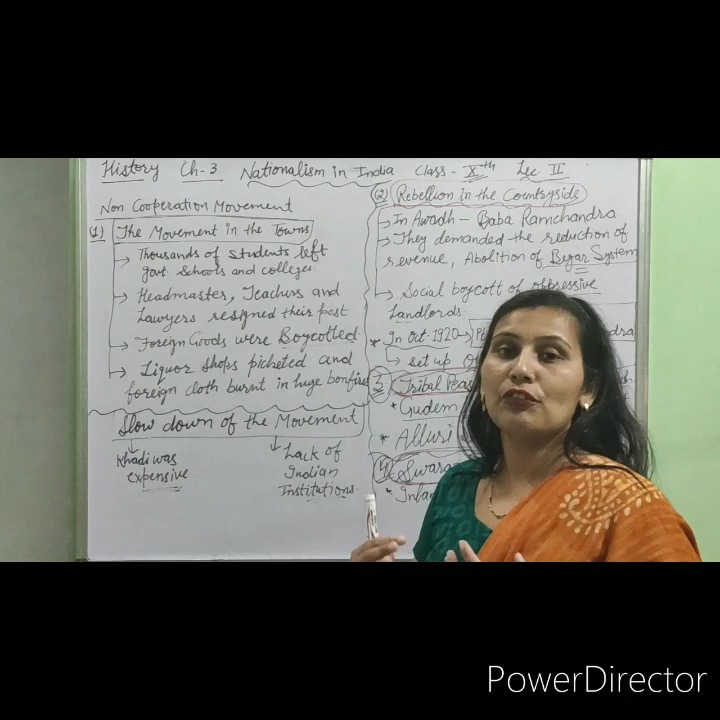 History Ch-3 Nationalism in India Class - Xth Lec. II
Non Cooperation Movement
(1) The Movement in the Towns
→ Thousands of students left
govt schools and colleges.
→ Headmaster, Teachers and
Lawyers resigned their post
→ Foreign Goods were Boycotted.
→ Liquor shops picketed and
foreign cloth burnt in huge bonfires
Slow down of the Movement
Khadi was
expensive
Lack of
Indian
Institutions.
(2) Rebellion in the Countryside
→ In Awadh - Baba Ramchandra
→ They demanded the reduction of
revenue, Abolition of Begar System
→ Social boycott of oppressive
Landlords.
* In Oct. 1920 →
→ set up
(3) Tribal
* Gudem
* Alluri
(4)
PowerDirector